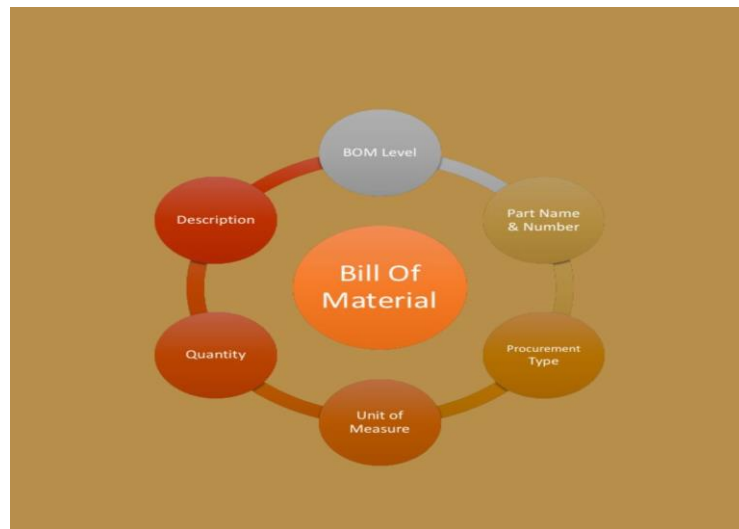 BOM Level
Part Name
& Number
Procurement
Type
Unit of
Measure
Quantity
Description
Bill Of
Material